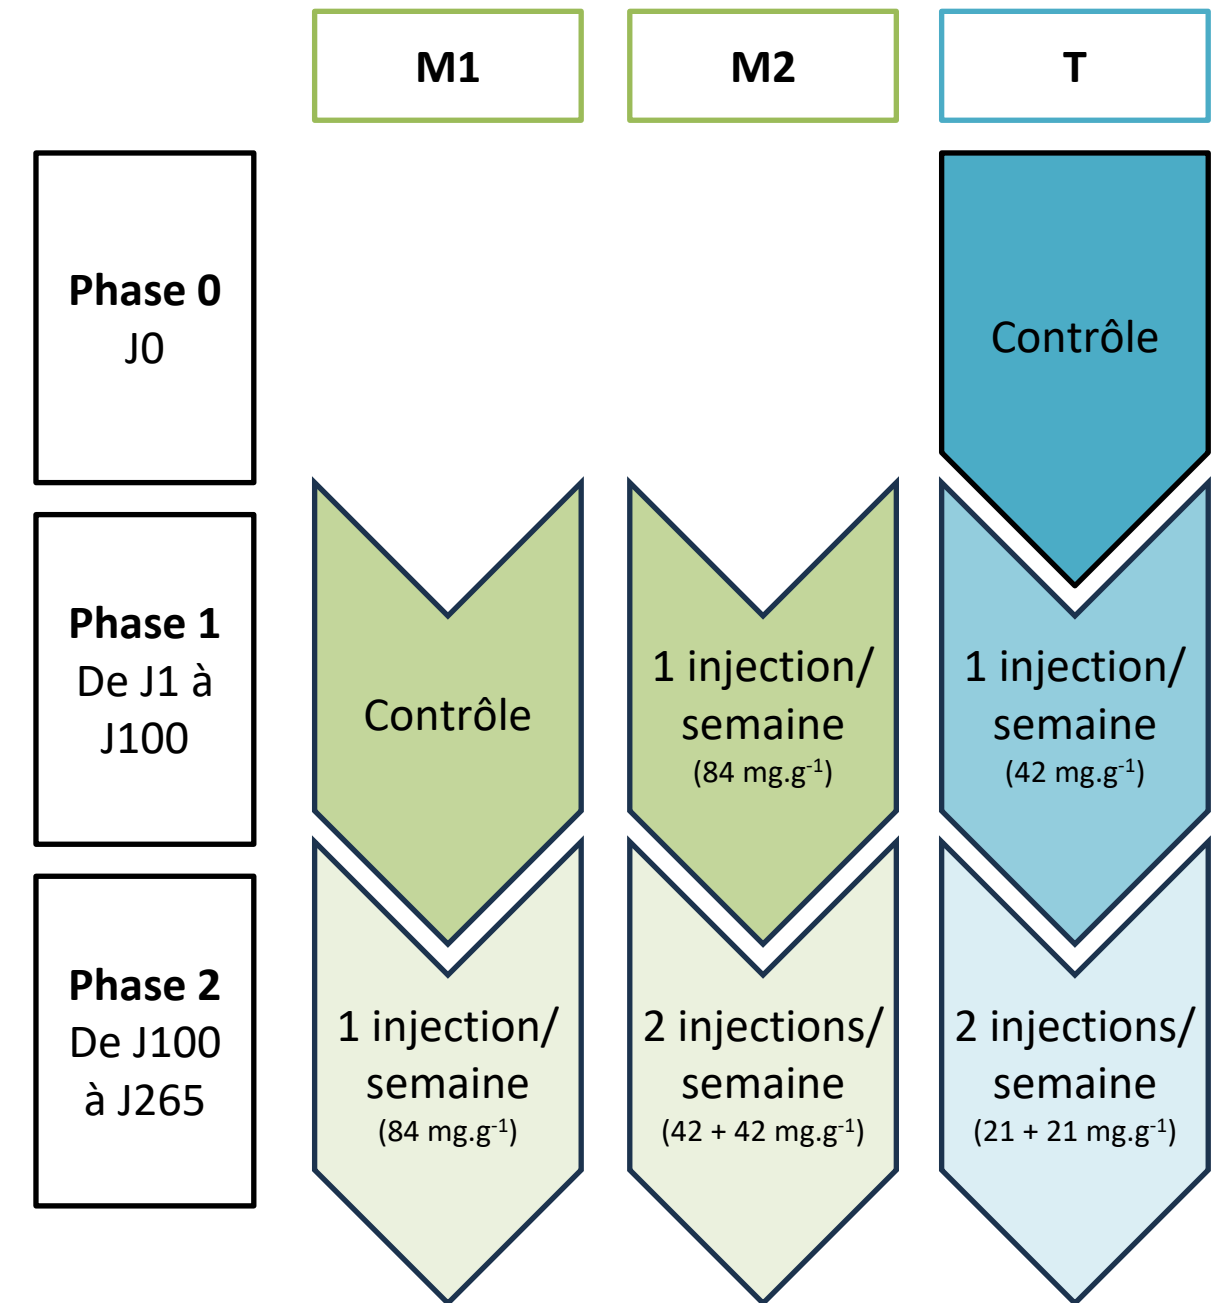 M1
M2
T
Phase 0
J0
Contrôle
Phase 1
De J1 à
J100
Contrôle
1 injection/
semaine
(84 mg.g⁻¹)
1 injection/
semaine
(42 mg.g⁻¹)
Phase 2
De J100
à J265
1 injection/
semaine
(84 mg.g⁻¹)
2 injections/
semaine
(42 + 42 mg.g⁻¹)
2 injections/
semaine
(21 + 21 mg.g⁻¹)